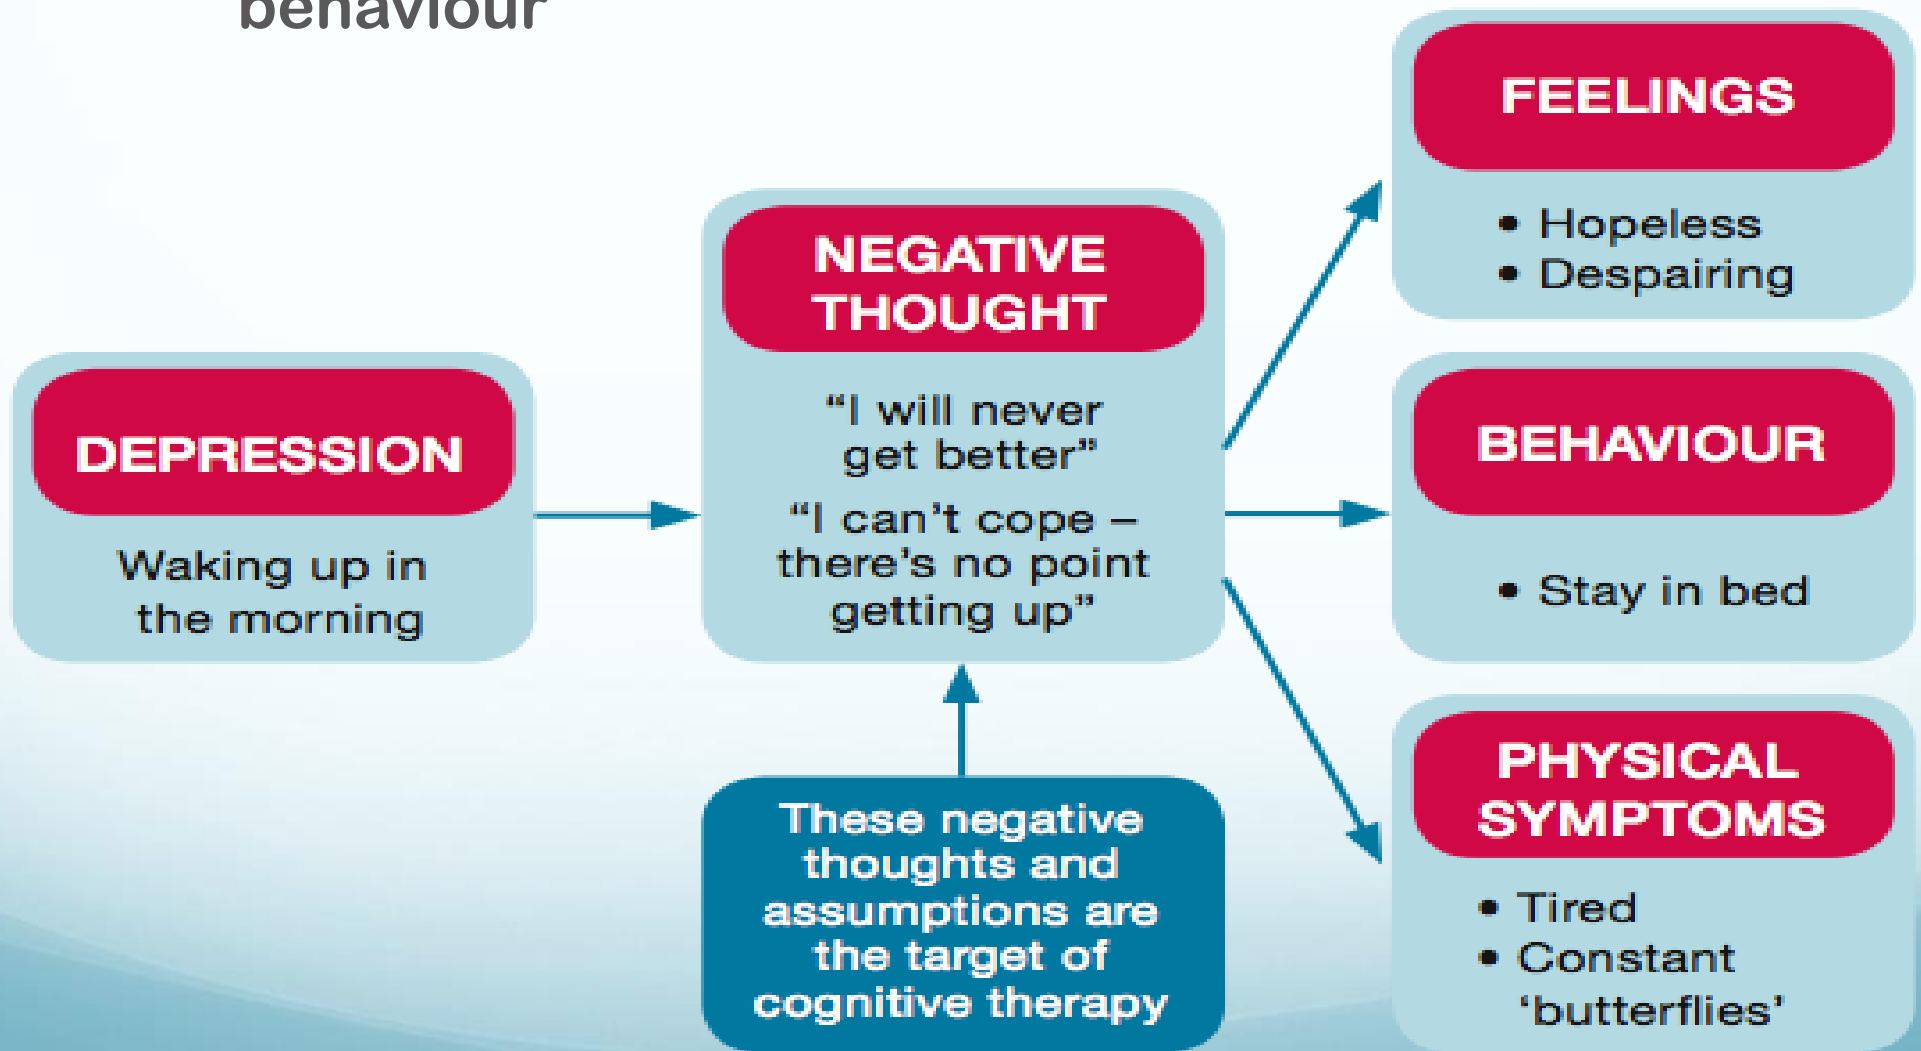 behaviour
DEPRESSION
Waking up in
the morning
NEGATIVE
THOUGHT
“I will never
get better”
“I can’t cope –
there’s no point
getting up”
These negative
thoughts and
assumptions are
the target of
cognitive therapy
FEELINGS
• Hopeless
• Despairing
BEHAVIOUR
• Stay in bed
PHYSICAL
SYMPTOMS
• Tired
• Constant
‘butterflies’